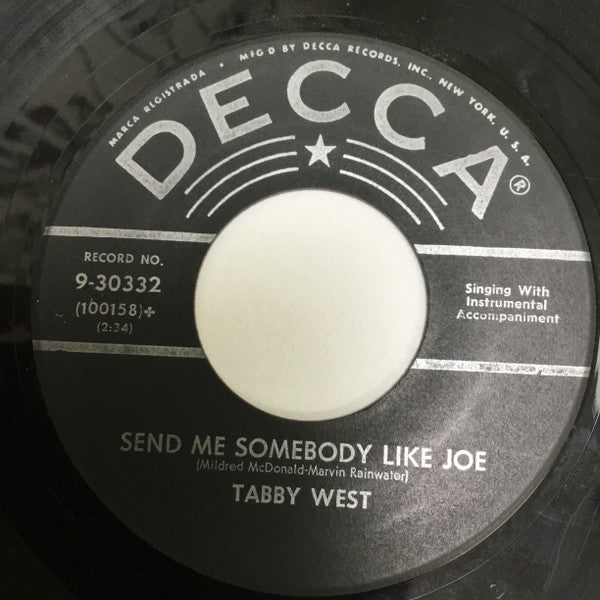 MARCA REGISTRADA • MFG'D BY DECCA RECORDS, INC., NEW YORK, U.S.A.
DECCA®
RECORD NO.
9-30332
(100158)✤
(2:34)
Singing With
Instrumental
Accompaniment
SEND ME SOMEBODY LIKE JOE
(Mildred McDonald-Marvin Rainwater)
TABBY WEST